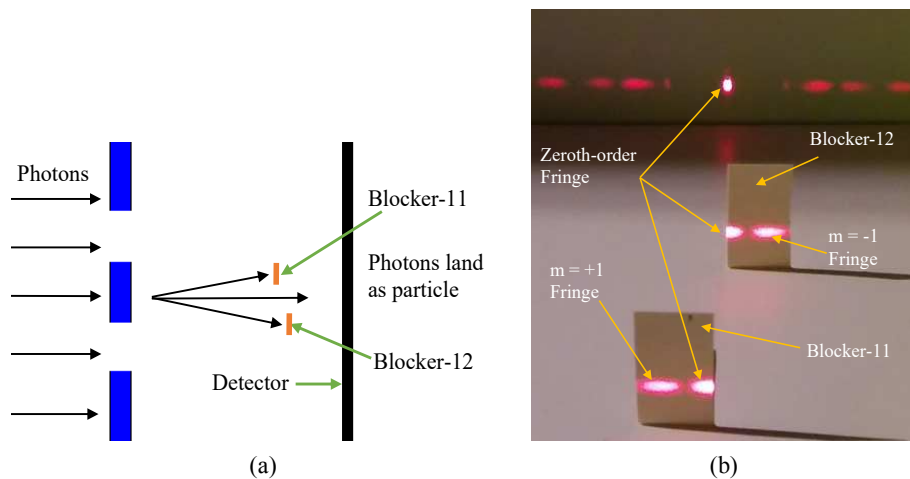 Photons
Blocker-11
Photons land
as particle
Blocker-12
Detector
(a)
Blocker-12
Zeroth-order
Fringe
m = -1
Fringe
m = +1
Fringe
Blocker-11
(b)